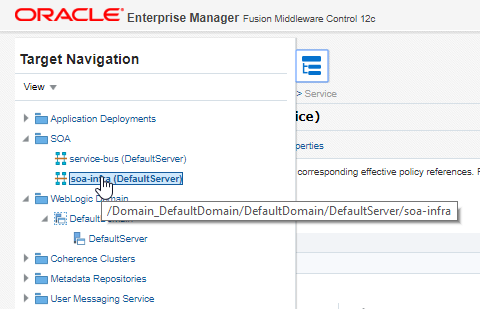 ORACLE Enterprise Manager Fusion Middleware Control 12c
Target Navigation
View
> Service
ice)
Application Deployments
SOA
perties
service-bus (DefaultServer)
corresponding effective policy references. F
soa-infra (DefaultServer)
WebLogic Domain
/Domain_DefaultDomain/DefaultDomain/DefaultServer/soa-infra
DefaultServer
Coherence Clusters
Metadata Repositories
User Messaging Service